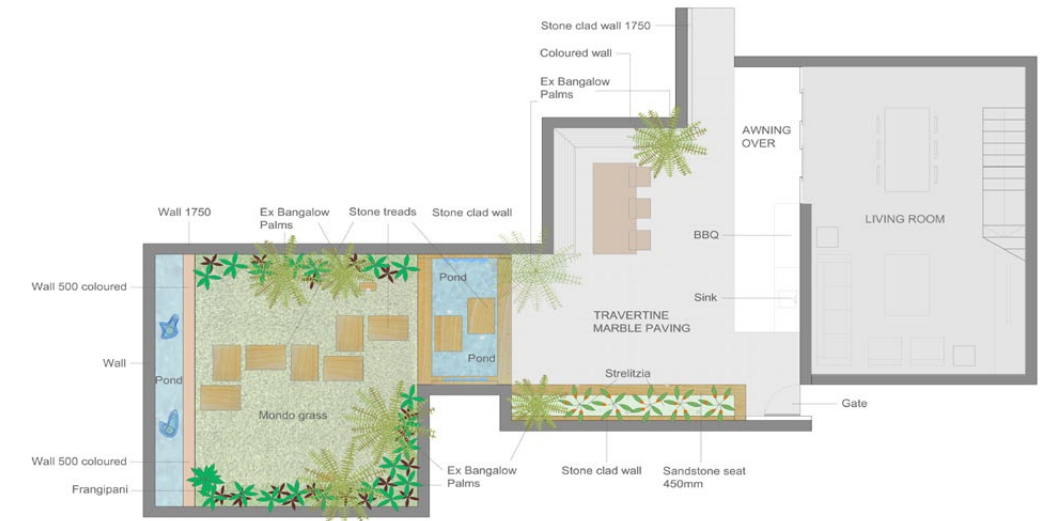 Stone clad wall 1750
Coloured wall
Ex Bangalow
Palms
AWNING
OVER
Wall 1750
Ex Bangalow
Palms
Stone treads
Stone clad wall
LIVING ROOM
BBQ
Wall 500 coloured
Pond
Sink
TRAVERTINE
MARBLE PAVING
Wall
Pond
Pond
Strelitzia
Gate
Mondo grass
Wall 500 coloured
Ex Bangalow
Palms
Stone clad wall
Sandstone seat
450mm
Frangipani